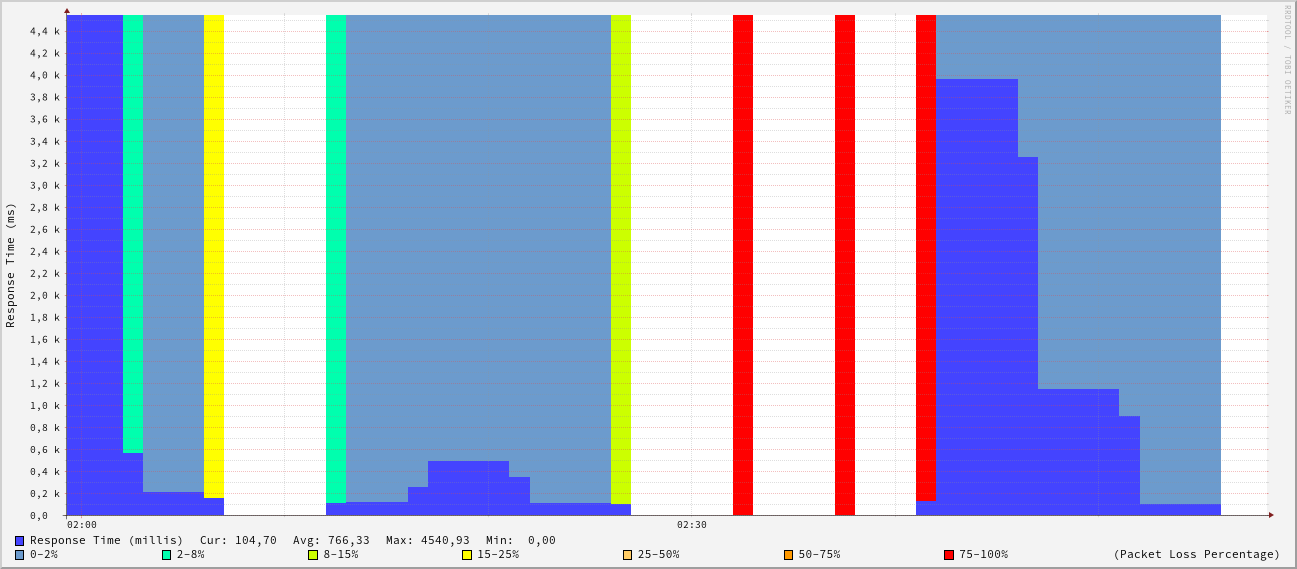 RRDTOOL / TOBI OETIKER
Response Time (ms)
4,4 k
4,2 k
4,0 k
3,8 k
3,6 k
3,4 k
3,2 k
3,0 k
2,8 k
2,6 k
2,4 k
2,2 k
2,0 k
1,8 k
1,6 k
1,4 k
1,2 k
1,0 k
0,8 k
0,6 k
0,4 k
0,2 k
0,0
02:00 02:30
Response Time (millis) Cur: 104,70 Avg: 766,33 Max: 4540,93 Min: 0,00
0-2% 2-8% 8-15% 15-25% 25-50% 50-75% 75-100% (Packet Loss Percentage)